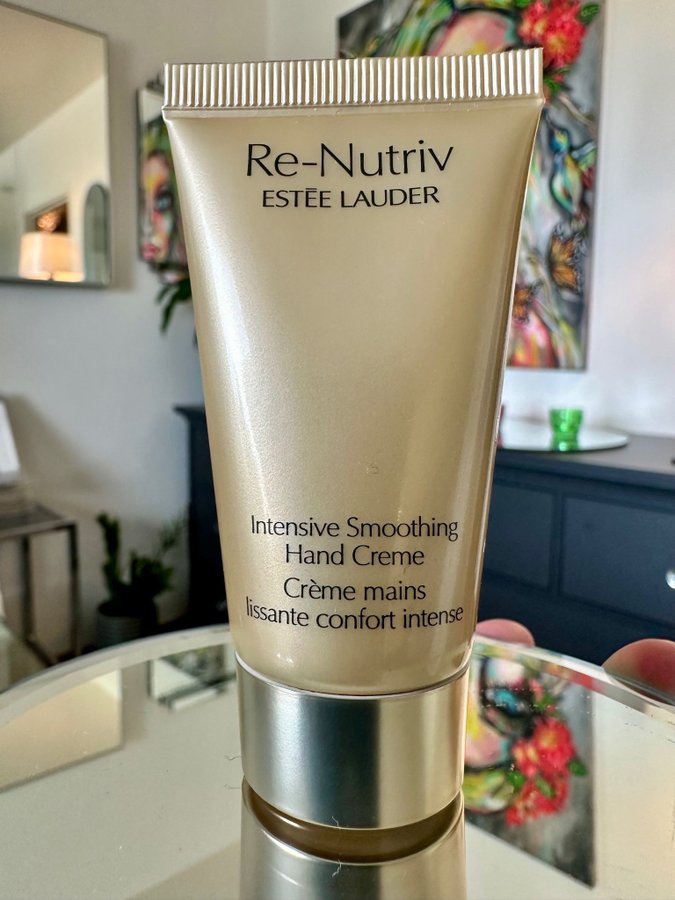 Re-Nutriv
ESTĒE LAUDER
Intensive Smoothing
Hand Creme
Crème mains
lissante confort intense